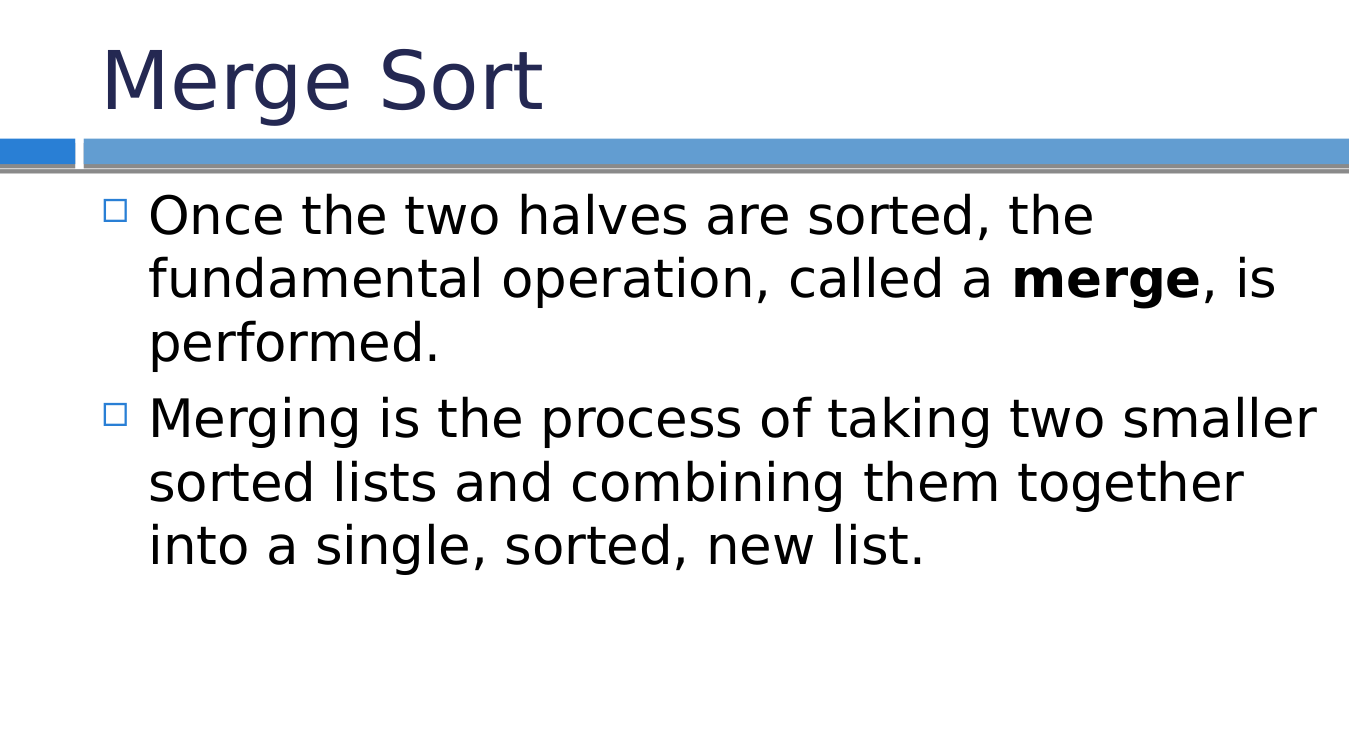 Merge Sort
Once the two halves are sorted, the
fundamental operation, called a merge, is
performed.
Merging is the process of taking two smaller
sorted lists and combining them together
into a single, sorted, new list.